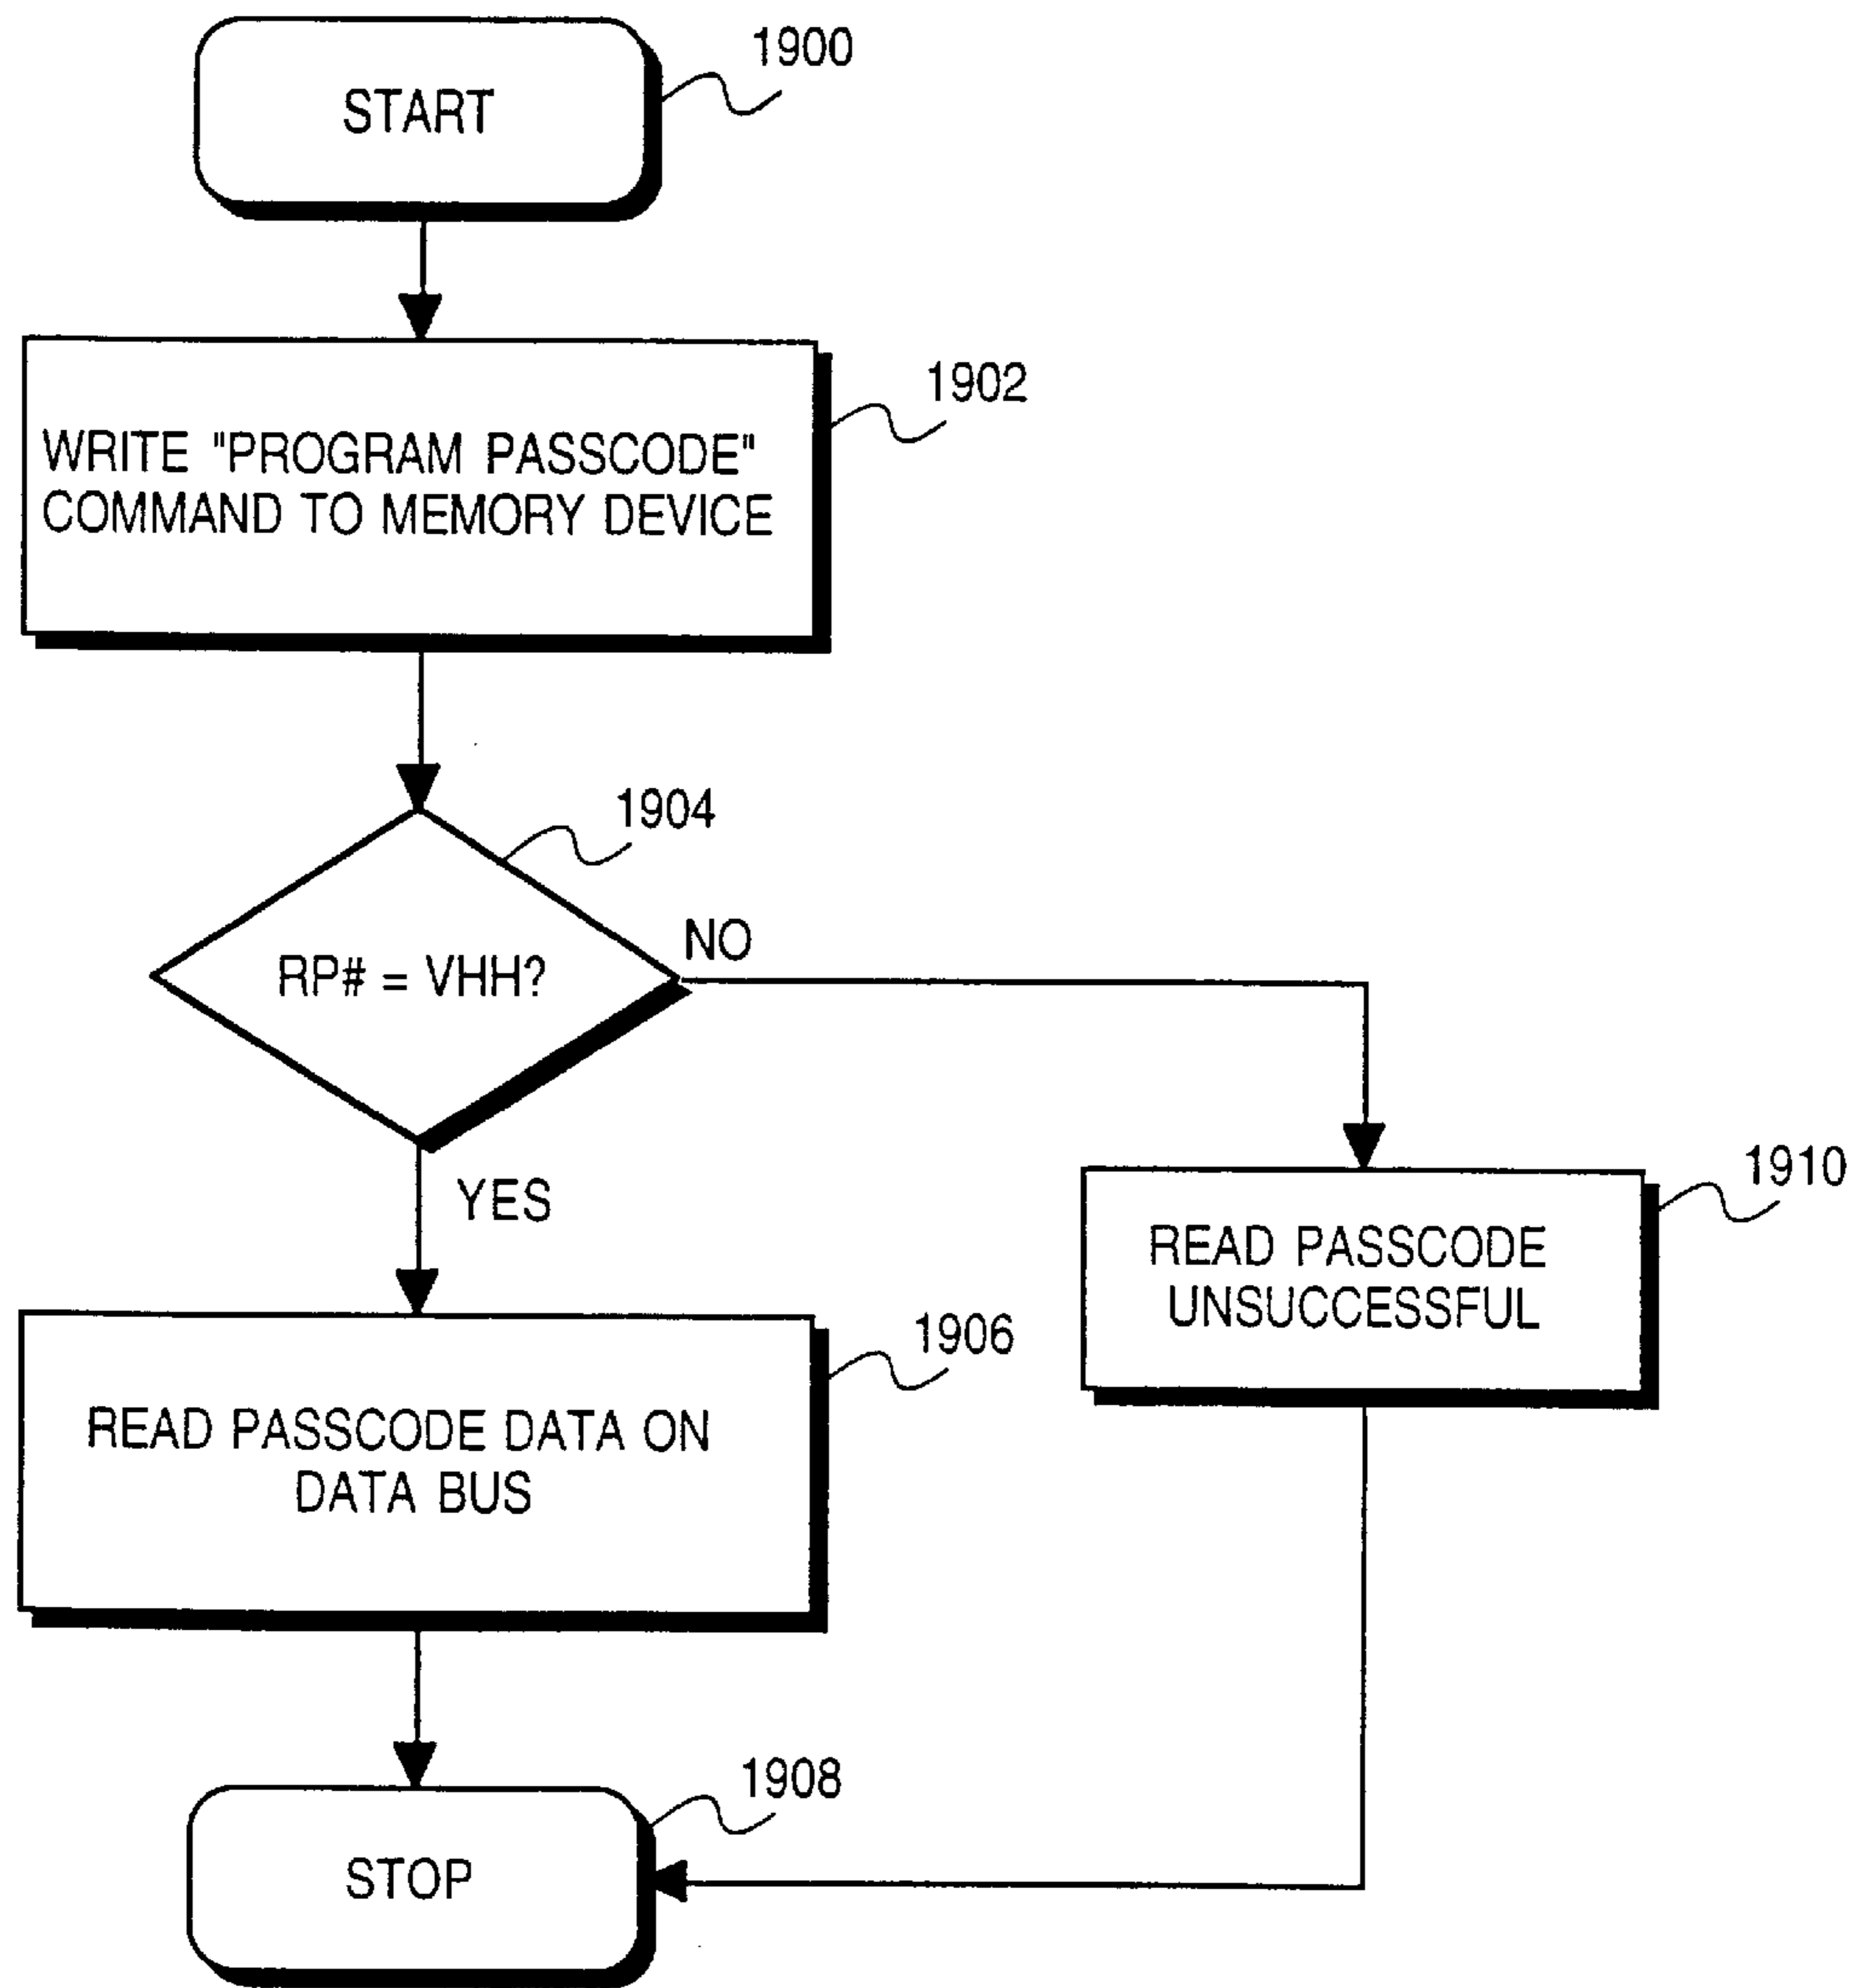 START
1900
WRITE "PROGRAM PASSCODE"
COMMAND TO MEMORY DEVICE
1902
1904
RP# = VHH?
NO
YES
READ PASSCODE
UNSUCCESSFUL
1910
READ PASSCODE DATA ON
DATA BUS
1906
STOP
1908